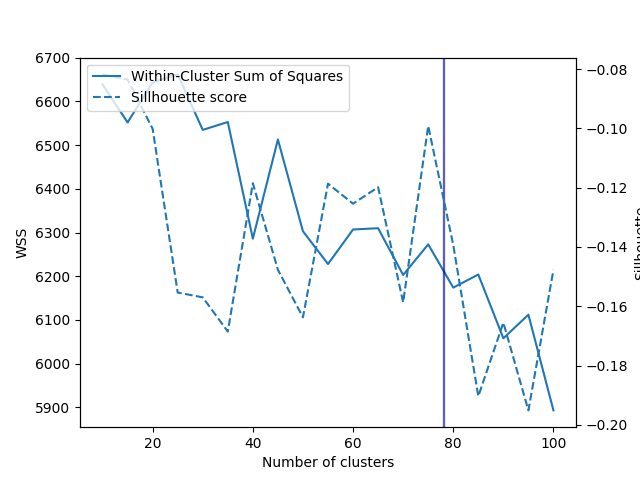 Within-Cluster Sum of Squares
Sillhouette score
6700
6600
6500
6400
6300
6200
6100
6000
5900
WSS
−0.08
−0.10
−0.12
−0.14
−0.16
−0.18
−0.20
Sillhouette
20 40 60 80 100
Number of clusters